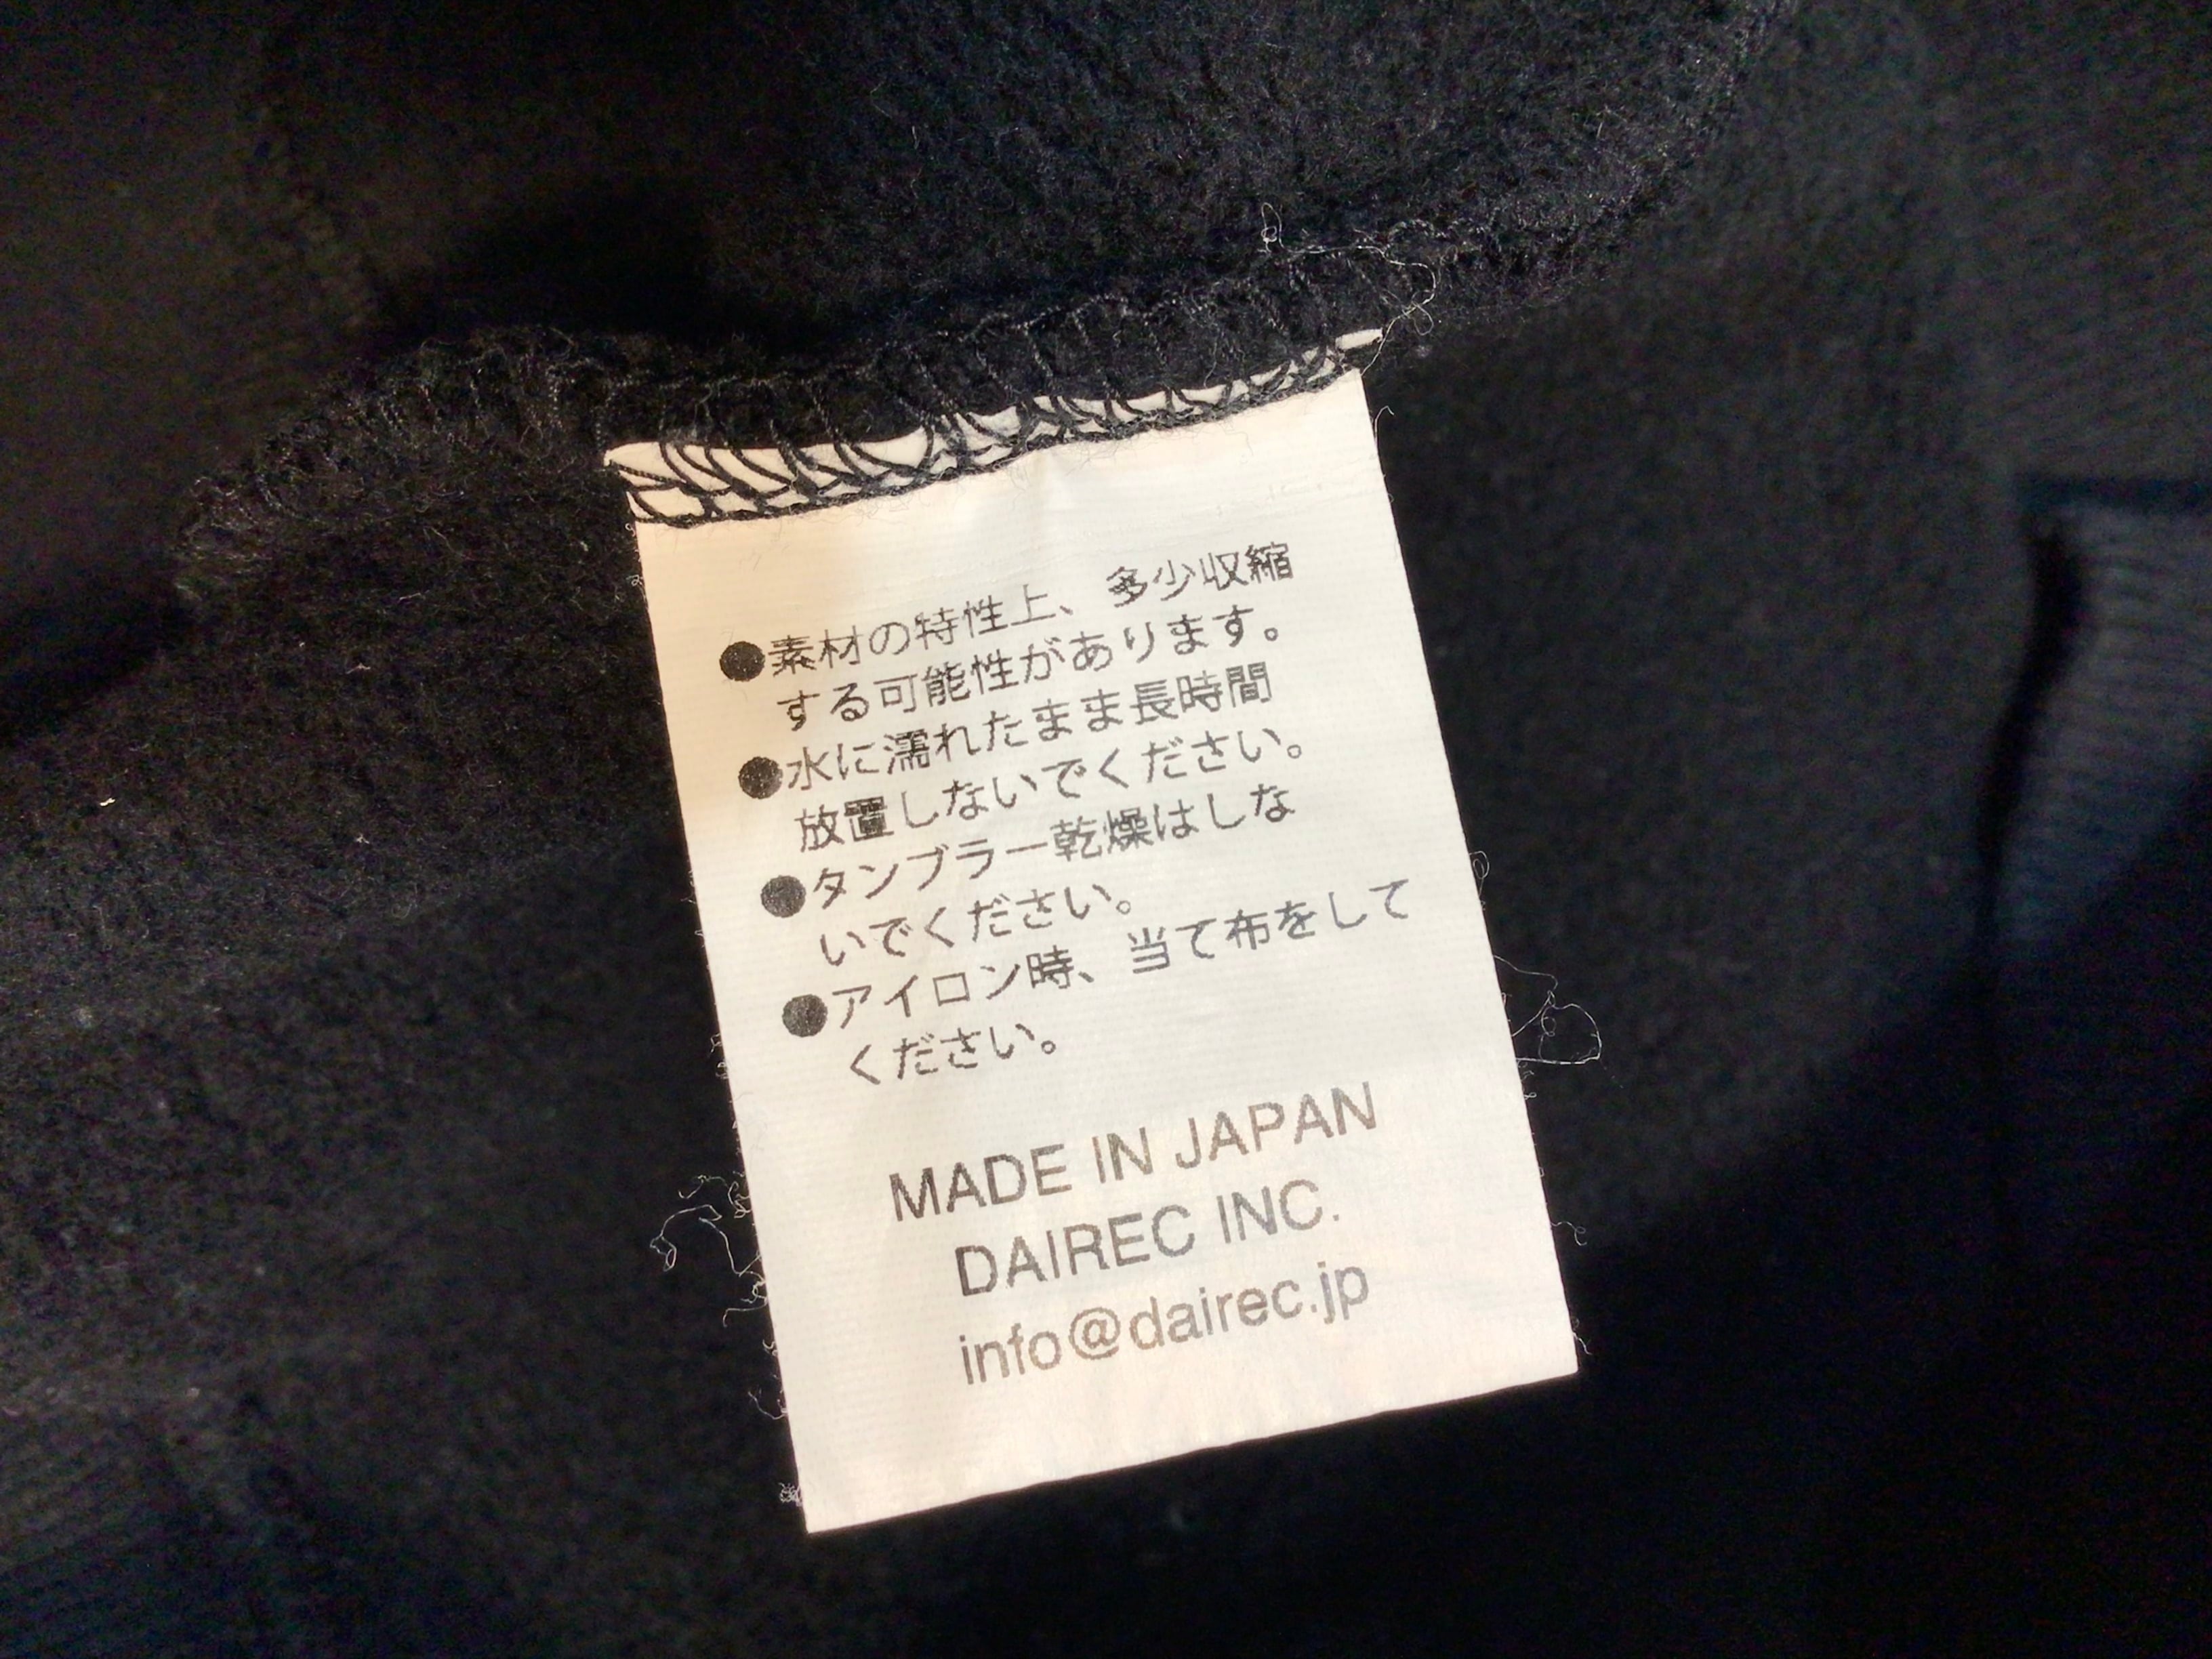 ●素材の特性上、多少収縮
する可能性があります。
●水に濡れたまま長時間
放置しないでください。
●タンブラー乾燥はしな
いでください。
●アイロン時、当て布をして
ください。
MADE IN JAPAN
DAIREC INC.
info@dairec.jp